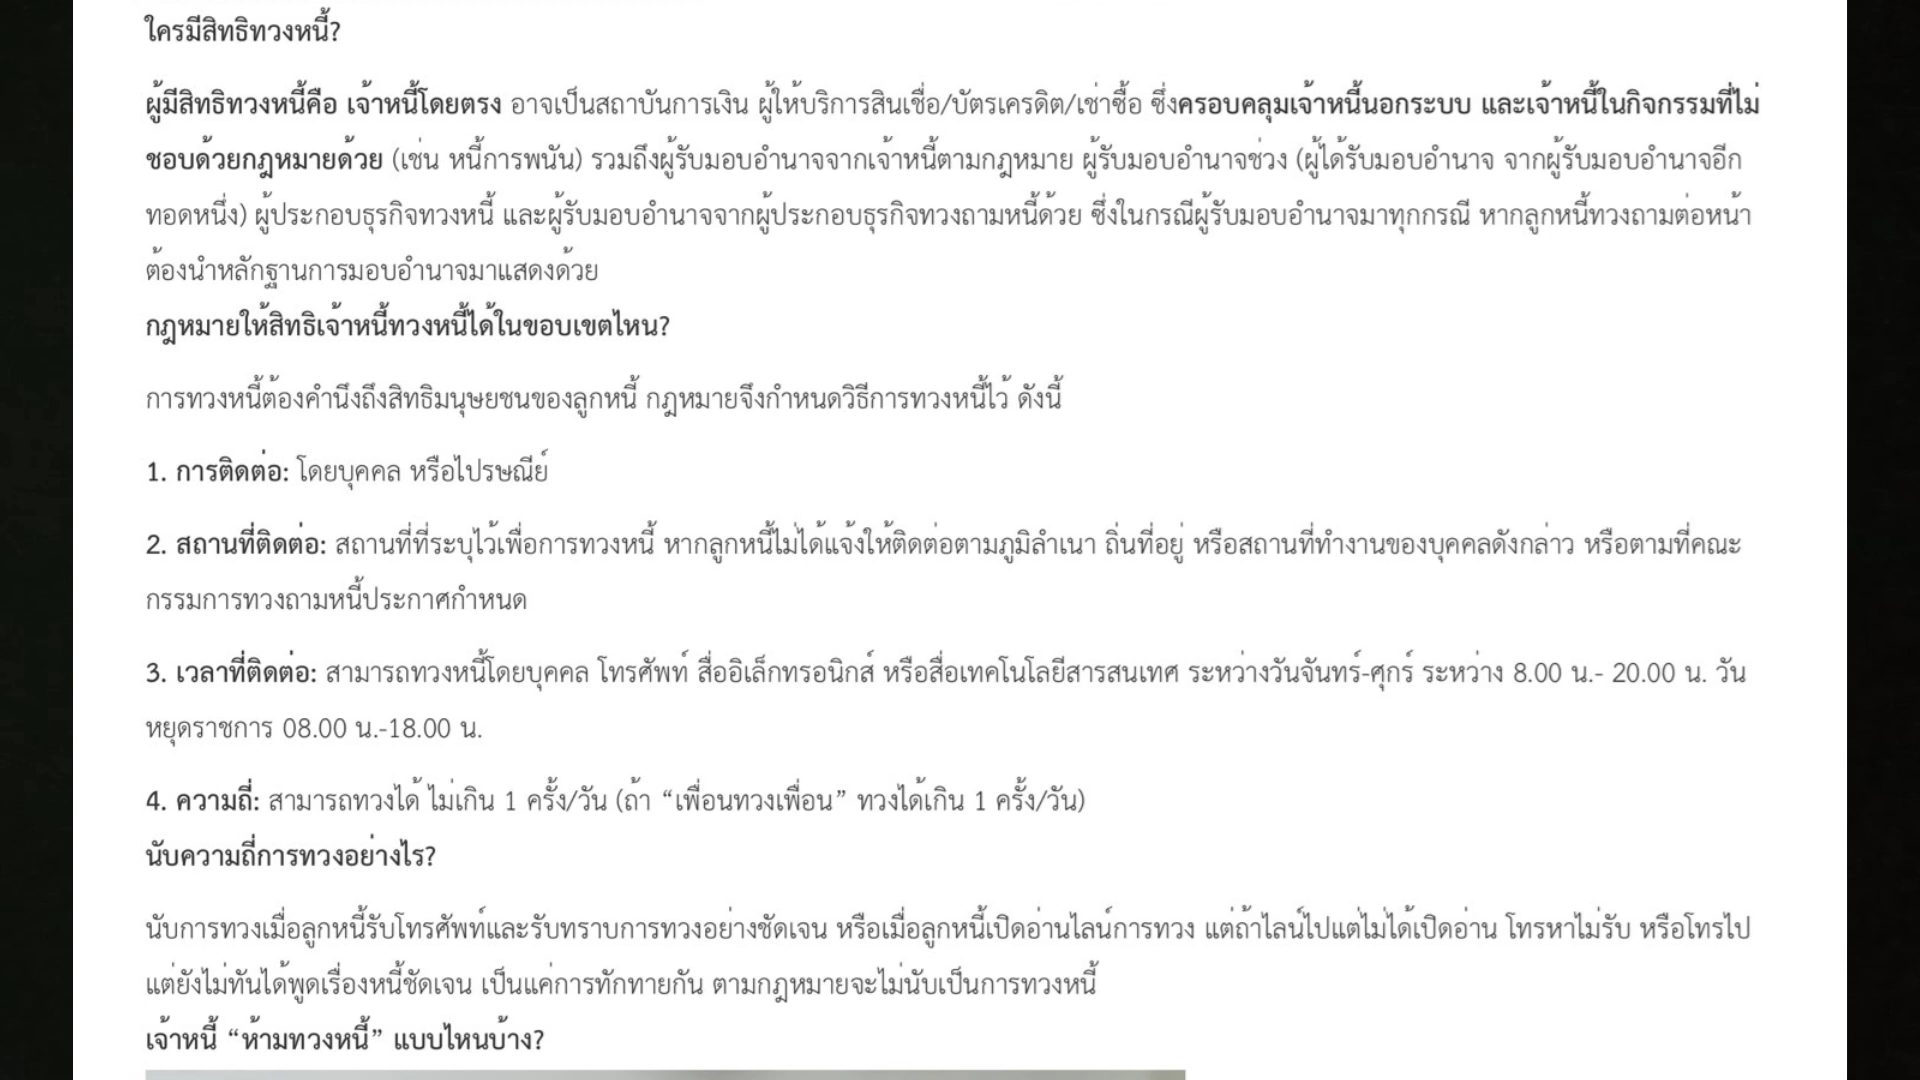 ใครมีสิทธิทวงหนี้?
ผู้มีสิทธิทวงหนี้คือ เจ้าหนี้โดยตรง อาจเป็นสถาบันการเงิน ผู้ให้บริการสินเชื่อ/บัตรเครดิต/เช่าซื้อ ซึ่งครอบคลุมเจ้าหนี้นอกระบบ และเจ้าหนี้ในกิจกรรมที่ไม่
ชอบด้วยกฎหมายด้วย (เช่น หนี้การพนัน) รวมถึงผู้รับมอบอำนาจจากเจ้าหนี้ตามกฎหมาย ผู้รับมอบอำนาจช่วง (ผู้ได้รับมอบอำนาจ จากผู้รับมอบอำนาจอีก
ทอดหนึ่ง) ผู้ประกอบธุรกิจทวงหนี้ และผู้รับมอบอำนาจจากผู้ประกอบธุรกิจทวงถามหนี้ด้วย ซึ่งในกรณีผู้รับมอบอำนาจมาทุกกรณี หากลูกหนี้ทวงถามต่อหน้า
ต้องนำหลักฐานการมอบอำนาจมาแสดงด้วย
กฎหมายให้สิทธิเจ้าหนี้ทวงหนี้ได้ในขอบเขตไหน?
การทวงหนี้ต้องคำนึงถึงสิทธิมนุษยชนของลูกหนี้ กฎหมายจึงกำหนดวิธีการทวงหนี้ไว้ ดังนี้
1. การติดต่อ: โดยบุคคล หรือไปรษณีย์
2. สถานที่ติดต่อ: สถานที่ที่ระบุไว้เพื่อการทวงหนี้ หากลูกหนี้ไม่ได้แจ้งให้ติดต่อตามภูมิลำเนา ถิ่นที่อยู่ หรือสถานที่ทำงานของบุคคลดังกล่าว หรือตามที่คณะ
กรรมการทวงถามหนี้ประกาศกำหนด
3. เวลาที่ติดต่อ: สามารถทวงหนี้โดยบุคคล โทรศัพท์ สื่ออิเล็กทรอนิกส์ หรือสื่อเทคโนโลยีสารสนเทศ ระหว่างวันจันทร์-ศุกร์ ระหว่าง 8.00 น.- 20.00 น. วัน
หยุดราชการ 08.00 น.-18.00 น.
4. ความถี่: สามารถทวงได้ ไม่เกิน 1 ครั้ง/วัน (ถ้า “เพื่อนทวงเพื่อน” ทวงได้เกิน 1 ครั้ง/วัน)
นับความถี่การทวงอย่างไร?
นับการทวงเมื่อลูกหนี้รับโทรศัพท์และรับทราบการทวงอย่างชัดเจน หรือเมื่อลูกหนี้เปิดอ่านไลน์การทวง แต่ถ้าไลน์ไปแต่ไม่ได้เปิดอ่าน โทรหาไม่รับ หรือโทรไป
แต่ยังไม่ทันได้พูดเรื่องหนี้ชัดเจน เป็นแค่การทักทายกัน ตามกฎหมายจะไม่นับเป็นการทวงหนี้
เจ้าหนี้ “ห้ามทวงหนี้” แบบไหนบ้าง?